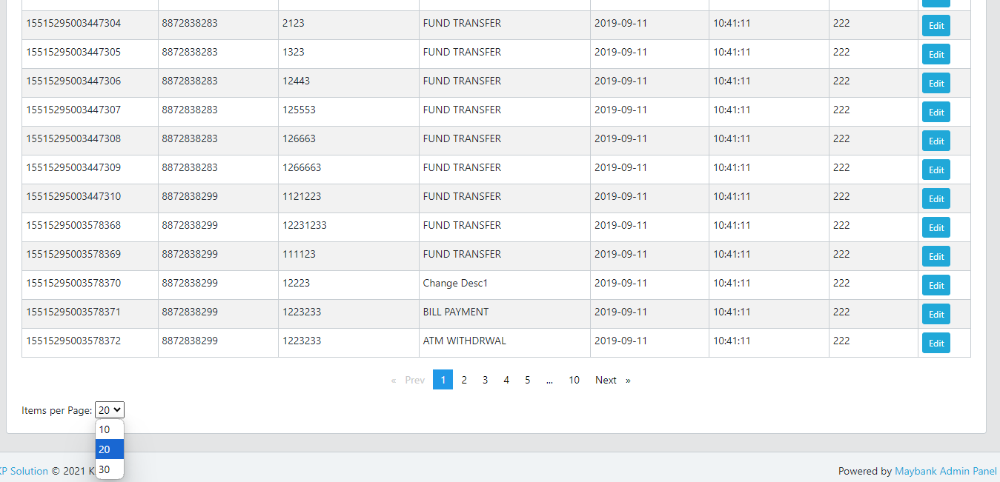 15515295003447304 8872838283 2123 FUND TRANSFER 2019-09-11 10:41:11 222 Edit
15515295003447305 8872838283 1323 FUND TRANSFER 2019-09-11 10:41:11 222 Edit
15515295003447306 8872838283 12443 FUND TRANSFER 2019-09-11 10:41:11 222 Edit
15515295003447307 8872838283 125553 FUND TRANSFER 2019-09-11 10:41:11 222 Edit
15515295003447308 8872838283 126663 FUND TRANSFER 2019-09-11 10:41:11 222 Edit
15515295003447309 8872838283 1266663 FUND TRANSFER 2019-09-11 10:41:11 222 Edit
15515295003447310 8872838299 1121223 FUND TRANSFER 2019-09-11 10:41:11 222 Edit
15515295003578368 8872838299 12231233 FUND TRANSFER 2019-09-11 10:41:11 222 Edit
15515295003578369 8872838299 111123 FUND TRANSFER 2019-09-11 10:41:11 222 Edit
15515295003578370 8872838299 12223 Change Desc1 2019-09-11 10:41:11 222 Edit
15515295003578371 8872838299 1223233 BILL PAYMENT 2019-09-11 10:41:11 222 Edit
15515295003578372 8872838299 1223233 ATM WITHDRWAL 2019-09-11 10:41:11 222 Edit
« Prev 1 2 3 4 5 ... 10 Next »
Items per Page: 20
10
20
30
KP Solution © 2021 K
Powered by Maybank Admin Panel